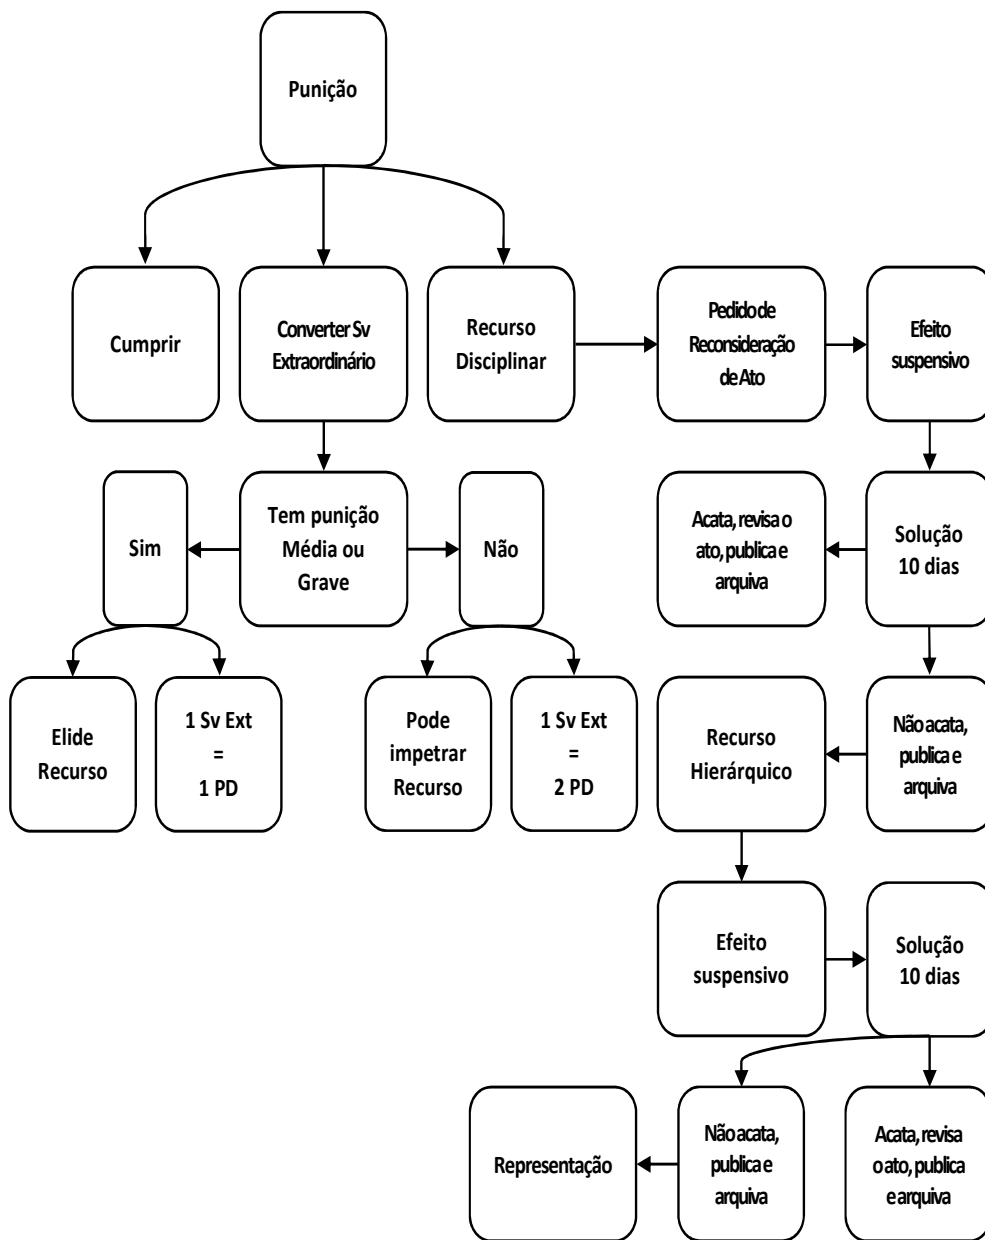 Punição
Cumprir
Converter Sv
Extraordinário
Recurso
Disciplinar
Pedido de
Reconsideração
de Ato
Efeito
suspensivo
Sim
Tem punição
Média ou
Grave
Não
Acata, revisa o
ato, publica e
arquiva
Solução
10 dias
Elide
Recurso
1 Sv Ext
=
1 PD
Pode
impetrar
Recurso
1 Sv Ext
=
2 PD
Recurso
Hierárquico
Não acata,
publica e
arquiva
Efeito
suspensivo
Solução
10 dias
Representação
Não acata,
publica e
arquiva
Acata, revisa
o ato, publica
e arquiva